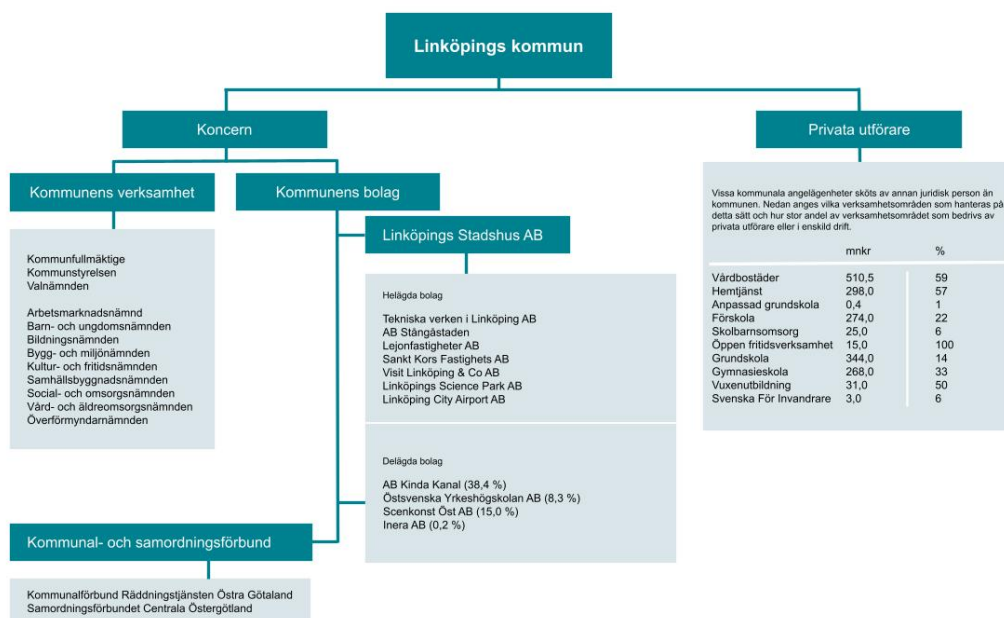 Linköpings kommun
Koncern
Privata utförare
Kommunens verksamhet
Kommunens bolag
Kommunfullmäktige
Kommunstyrelsen
Valnämnden
Arbetsmarknadsnämnd
Barn- och ungdomsnämnden
Bildningsnämnden
Bygg- och miljönämnden
Kultur- och fritidsnämnden
Samhällsbyggnadsnämnden
Social- och omsorgsnämnden
Vård- och äldreomsorgsnämnden
Överförmyndarnämnden
Linköpings Stadshus AB
Helägda bolag
Tekniska verken i Linköping AB
AB Stångåstaden
Lejonfastigheter AB
Sankt Kors Fastighets AB
Visit Linköping & Co AB
Linköpings Science Park AB
Linköping City Airport AB
Delägda bolag
AB Kinda Kanal (38,4 %)
Östsvenska Yrkeshögskolan AB (8,3 %)
Scenkonst Öst AB (15,0 %)
Inera AB (0,2 %)
Kommunal- och samordningsförbund
Kommunalförbund Räddningstjänsten Östra Götaland
Samordningsförbundet Centrala Östergötland
Vissa kommunala angelägenheter sköts av annan juridisk person än
kommunen. Nedan anges vilka verksamhetsområden som hanteras på
detta sätt och hur stor andel av verksamhetsområdet som bedrivs av
privata utförare eller i enskild drift.
mnkr %
Vårdbostäder 510,5 59
Hemtjänst 298,0 57
Anpassad grundskola 0,4 1
Förskola 274,0 22
Skolbarnsomsorg 25,0 6
Öppen fritidsverksamhet 15,0 100
Grundskola 344,0 14
Gymnasieskola 268,0 33
Vuxenutbildning 31,0 50
Svenska För Invandrare 3,0 6